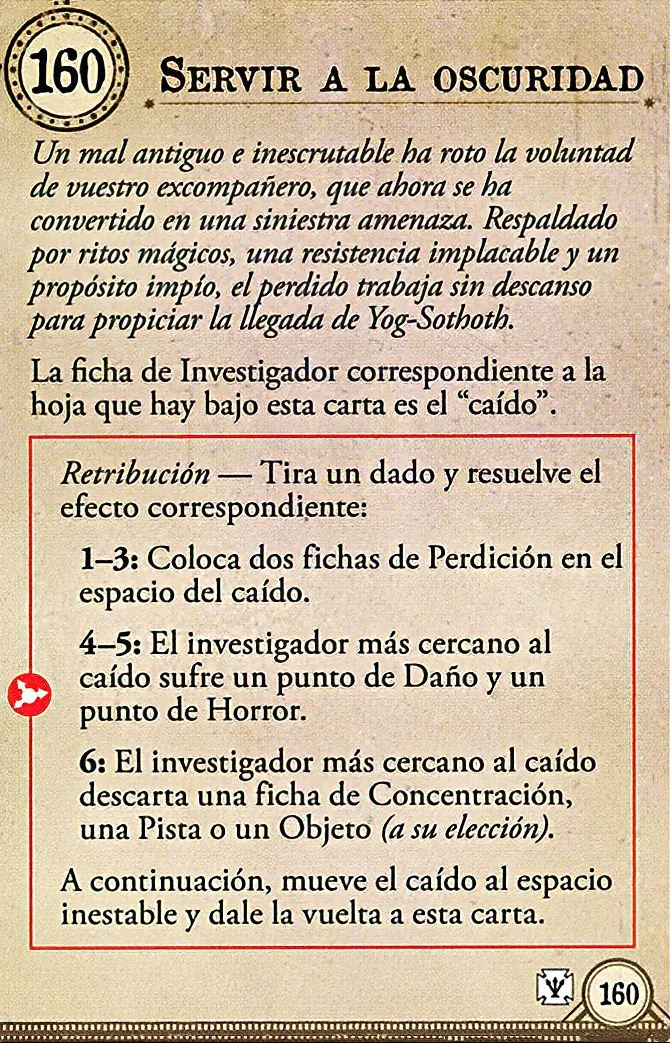 160
SERVIR A LA OSCURIDAD
Un mal antiguo e inescrutable ha roto la voluntad
de vuestro excompañero, que ahora se ha
convertido en una siniestra amenaza. Respaldado
por ritos mágicos, una resistencia implacable y un
propósito impío, el perdido trabaja sin descanso
para propiciar la llegada de Yog-Sothoth.
La ficha de Investigador correspondiente a la
hoja que hay bajo esta carta es el “caído”.
Retribución — Tira un dado y resuelve el
efecto correspondiente:
1–3: Coloca dos fichas de Perdición en el
espacio del caído.
4–5: El investigador más cercano al
caído sufre un punto de Daño y un
punto de Horror.
6: El investigador más cercano al caído
descarta una ficha de Concentración,
una Pista o un Objeto (a su elección).
A continuación, mueve el caído al espacio
inestable y dale la vuelta a esta carta.
160